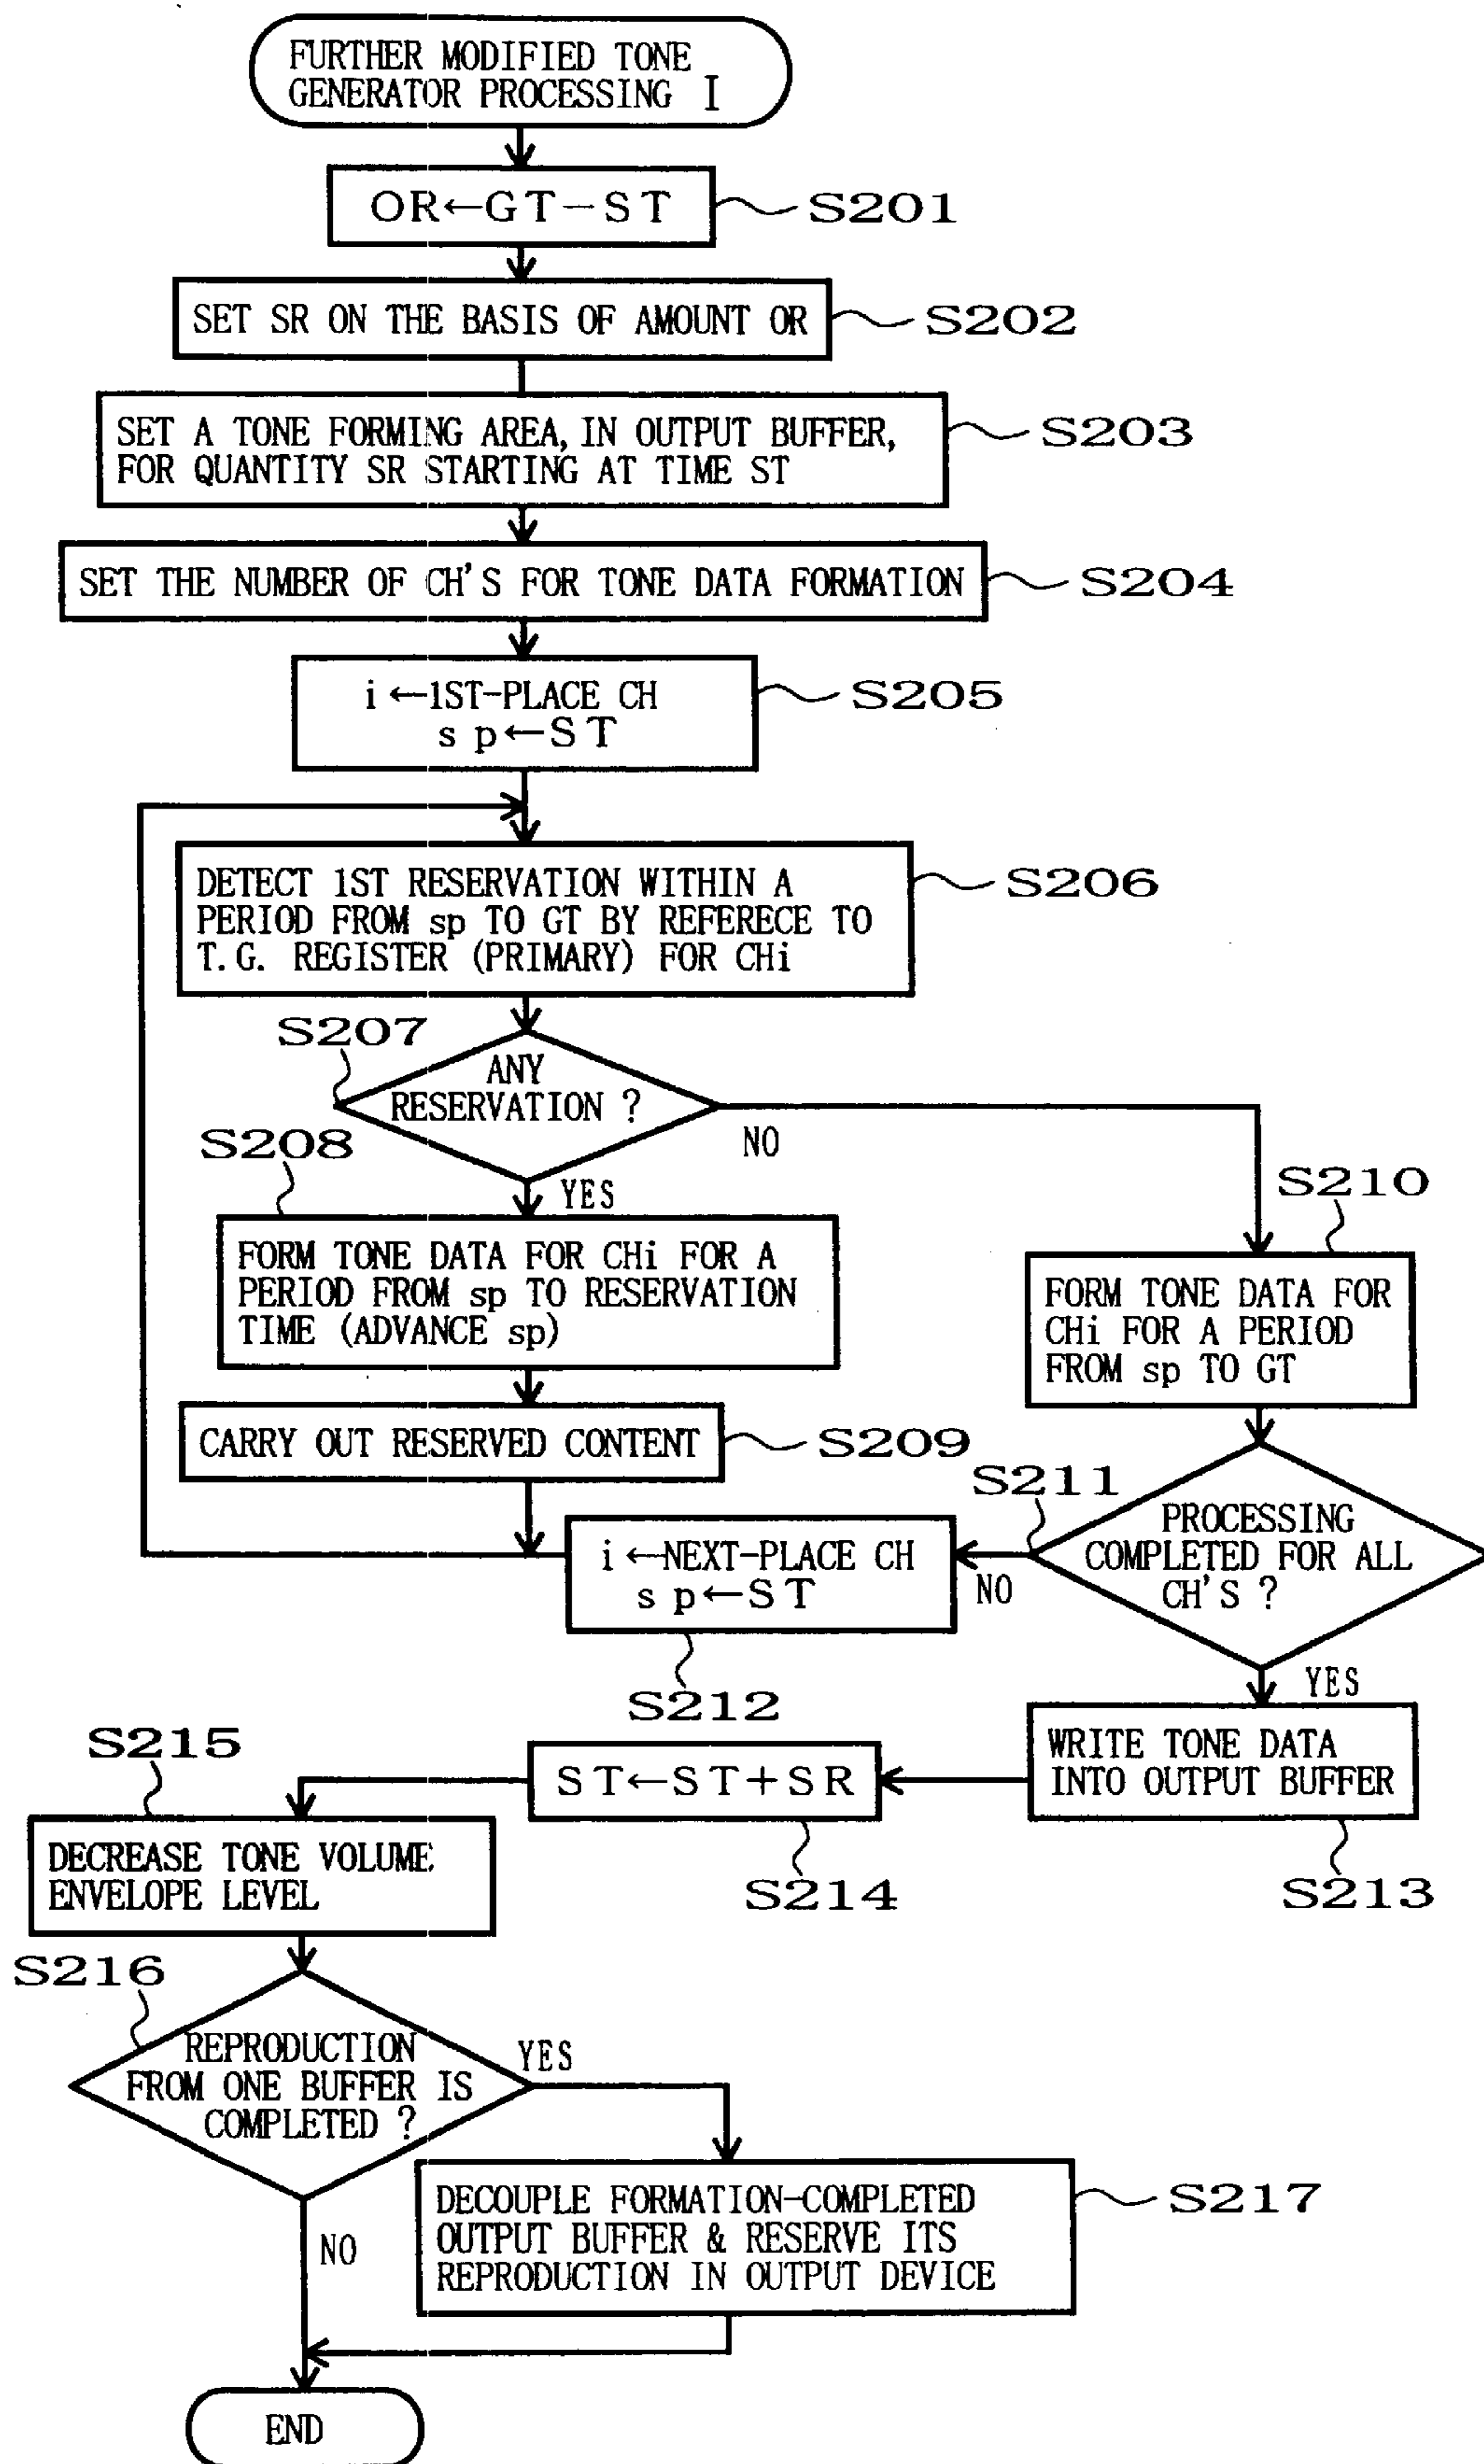 FURTHER MODIFIED TONE
GENERATOR PROCESSING I
OR←GT−ST
S201
SET SR ON THE BASIS OF AMOUNT OR
S202
SET A TONE FORMING AREA, IN OUTPUT BUFFER,
FOR QUANTITY SR STARTING AT TIME ST
S203
SET THE NUMBER OF CH'S FOR TONE DATA FORMATION
S204
i←1ST-PLACE CH
sp←ST
S205
DETECT 1ST RESERVATION WITHIN A
PERIOD FROM sp TO GT BY REFERECE TO
T.G. REGISTER (PRIMARY) FOR CHi
S206
S207
ANY
RESERVATION ?
NO
YES
S208
FORM TONE DATA FOR CHi FOR A
PERIOD FROM sp TO RESERVATION
TIME (ADVANCE sp)
S210
FORM TONE DATA FOR
CHi FOR A PERIOD
FROM sp TO GT
CARRY OUT RESERVED CONTENT
S209
S211
PROCESSING
COMPLETED FOR ALL
CH'S ?
NO
YES
i←NEXT-PLACE CH
sp←ST
S212
WRITE TONE DATA
INTO OUTPUT BUFFER
S213
ST←ST+SR
S214
S215
DECREASE TONE VOLUME
ENVELOPE LEVEL
S216
REPRODUCTION
FROM ONE BUFFER IS
COMPLETED ?
YES
NO
DECOUPLE FORMATION-COMPLETED
OUTPUT BUFFER & RESERVE ITS
REPRODUCTION IN OUTPUT DEVICE
S217
END